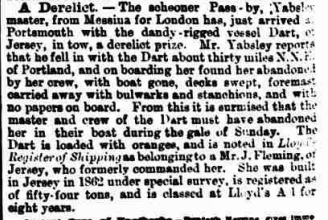 A Derelict. — The schooner Pass-by, Yabsley
master, from Messina for London has, just arrived a
Portsmouth with the dandy-rigged vessel Dart, o
Jersey, in tow, a derelict prize. Mr. Yabsley reports
that he fell in with the Dart about thirty miles N.N.E
of Portland, and on boarding her found her abandoned
by her crew, with boat gone, decks swept, foremast
carried away with bulwarks and stanchions, and with
no papers on board. From this it is surmised that the
master and crew of the Dart must have abandoned
her in their boat during the gale of Sunday. The
Dart is loaded with oranges, and is noted in Lloyd's
Register of Shipping as belonging to a Mr. J. Fleming, of
Jersey, who formerly commanded her. She was built
in Jersey in 1862 under special survey, is registered as
of fifty-four tons, and is classed at Lloyd's A 1 for
eight years.